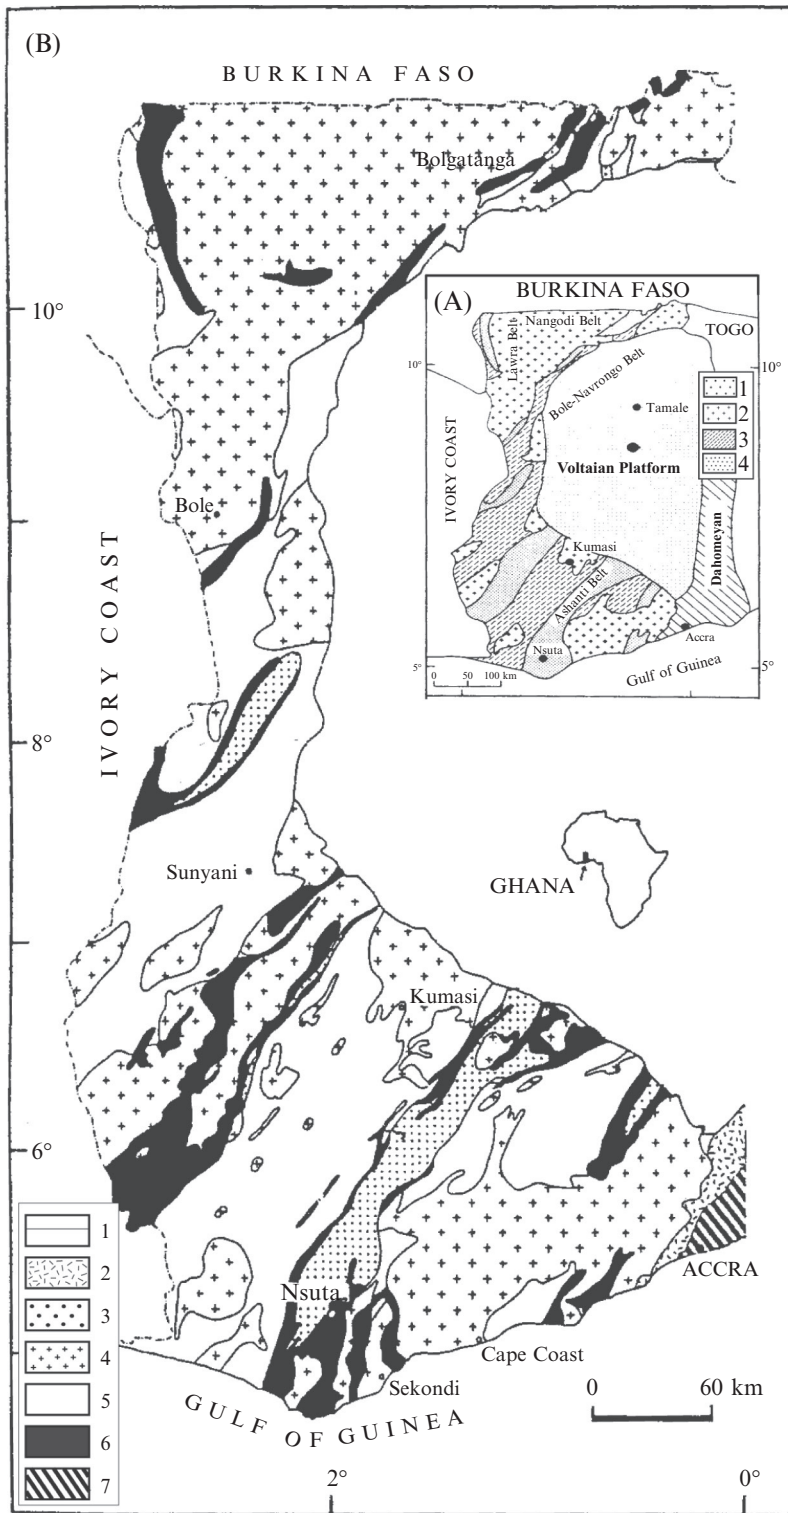 (B)
BURKINA FASO
Bolgatanga
10°
(A)
BURKINA FASO
Nangodi Belt
TOGO
Lawra Belt
10°
10°
Bole-Navrongo Belt
1
2
3
4
Tamale
IVORY COAST
Voltaian Platform
Kumasi
Dahomeyan
Ashanti Belt
Nsuta
Accra
5°
5°
Gulf of Guinea
0 50 100 km
Bole
IVORY COAST
8°
Sunyani
GHANA
Kumasi
6°
1
2
3
4
5
6
7
Nsuta
ACCRA
Cape Coast
Sekondi
0 60 km
GULF OF GUINEA
2°
0°